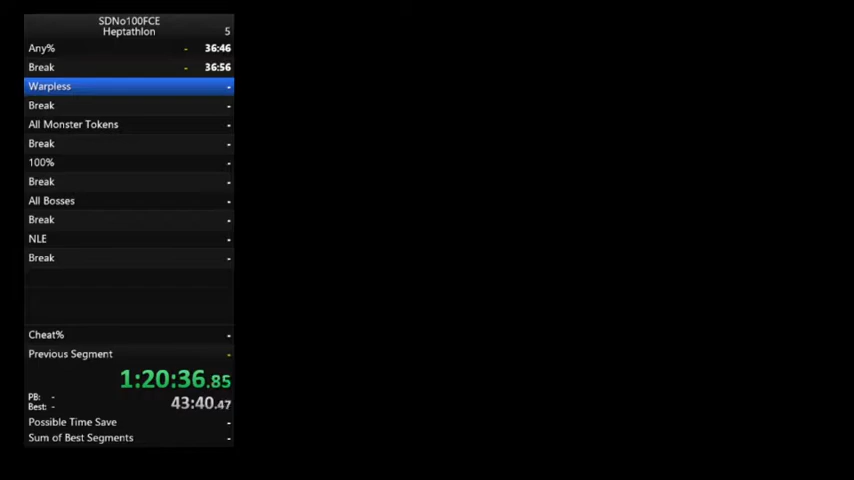 SDNo100FCE
Heptathlon 5
Any% - 36:46
Break - 36:56
Warpless -
Break -
All Monster Tokens -
Break -
100% -
Break -
All Bosses -
Break -
NLE -
Break -
Cheat% -
Previous Segment -
1:20:36.85
PB: -
Best: - 43:40.47
Possible Time Save -
Sum of Best Segments -